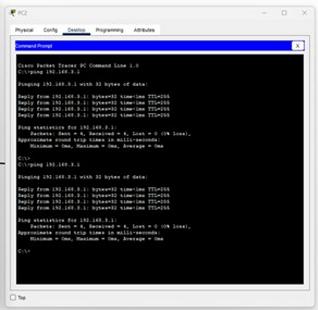 PC2
Physical Config Desktop Programming Attributes
Command Prompt X
Cisco Packet Tracer PC Command Line 1.0
C:\>ping 192.168.3.1
Pinging 192.168.3.1 with 32 bytes of data:
Reply from 192.168.3.1: bytes=32 time<1ms TTL=255
Reply from 192.168.3.1: bytes=32 time<1ms TTL=255
Reply from 192.168.3.1: bytes=32 time<1ms TTL=255
Reply from 192.168.3.1: bytes=32 time<1ms TTL=255
Ping statistics for 192.168.3.1:
Packets: Sent = 4, Received = 4, Lost = 0 (0% loss),
Approximate round trip times in milli-seconds:
Minimum = 0ms, Maximum = 0ms, Average = 0ms
C:\>
C:\>ping 192.168.3.1
Pinging 192.168.3.1 with 32 bytes of data:
Reply from 192.168.3.1: bytes=32 time<1ms TTL=255
Reply from 192.168.3.1: bytes=32 time<1ms TTL=255
Reply from 192.168.3.1: bytes=32 time<1ms TTL=255
Reply from 192.168.3.1: bytes=32 time<1ms TTL=255
Ping statistics for 192.168.3.1:
Packets: Sent = 4, Received = 4, Lost = 0 (0% loss),
Approximate round trip times in milli-seconds:
Minimum = 0ms, Maximum = 0ms, Average = 0ms
C:\>
Top